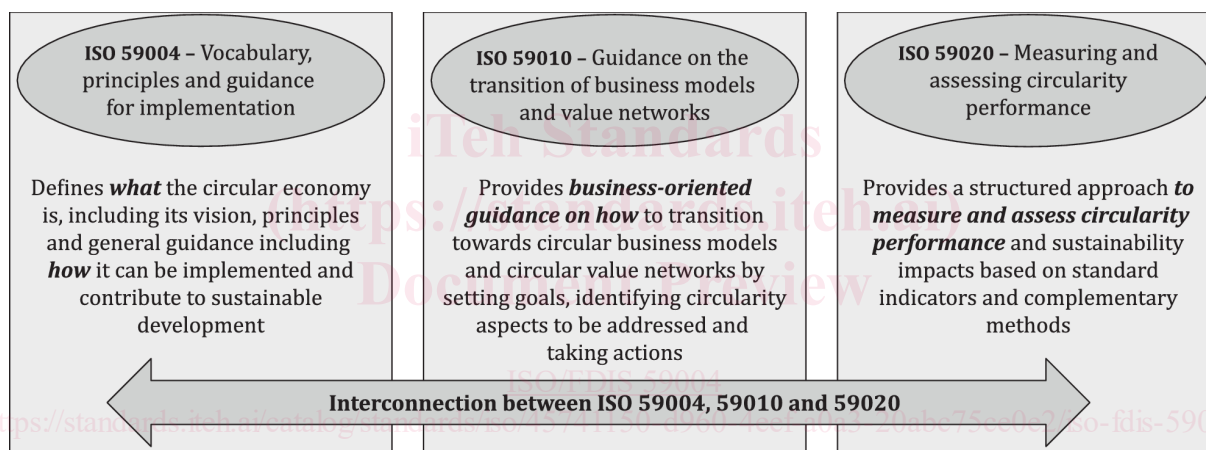 ISO 59004 – Vocabulary,
principles and guidance
for implementation
Defines what the circular economy
is, including its vision, principles
and general guidance including
how it can be implemented and
contribute to sustainable
development
ISO 59010 – Guidance on the
transition of business models
and value networks
Provides business-oriented
guidance on how to transition
towards circular business models
and circular value networks by
setting goals, identifying circularity
aspects to be addressed and
taking actions
ISO 59020 – Measuring and
assessing circularity
performance
Provides a structured approach to
measure and assess circularity
performance and sustainability
impacts based on standard
indicators and complementary
methods
Interconnection between ISO 59004, 59010 and 59020
iTeh Standards
(https://standards.iteh.ai)
Document Preview
ISO/FDIS 59004